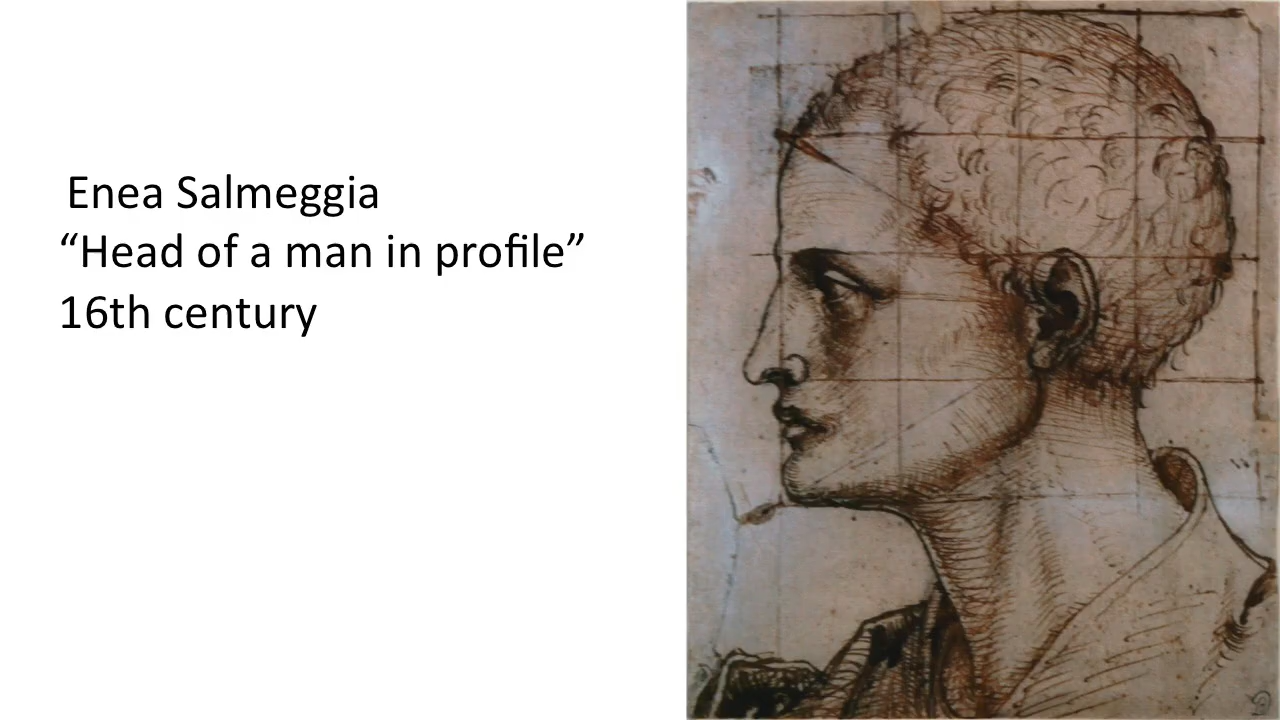 Enea Salmeggia
“Head of a man in profile”
16th century